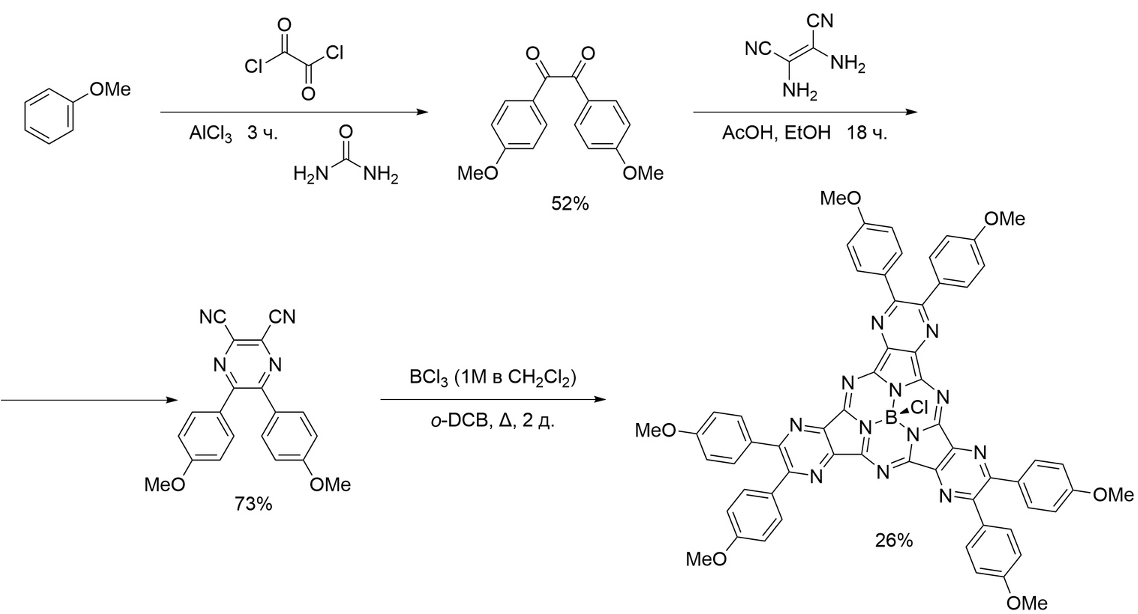 O
Cl
Cl
O
OMe
AlCl3 3 ч.
O
H2N NH2
O O
MeO OMe
52%
CN
NC
NH2
NH2
AcOH, EtOH 18 ч.
NC CN
N N
MeO OMe
73%
BCl3 (1M в CH2Cl2)
o-DCB, Δ, 2 д.
MeO
OMe
N
N
N
N
N
B Cl
N N
N
N
N
N
N
MeO
MeO
OMe
OMe
26%